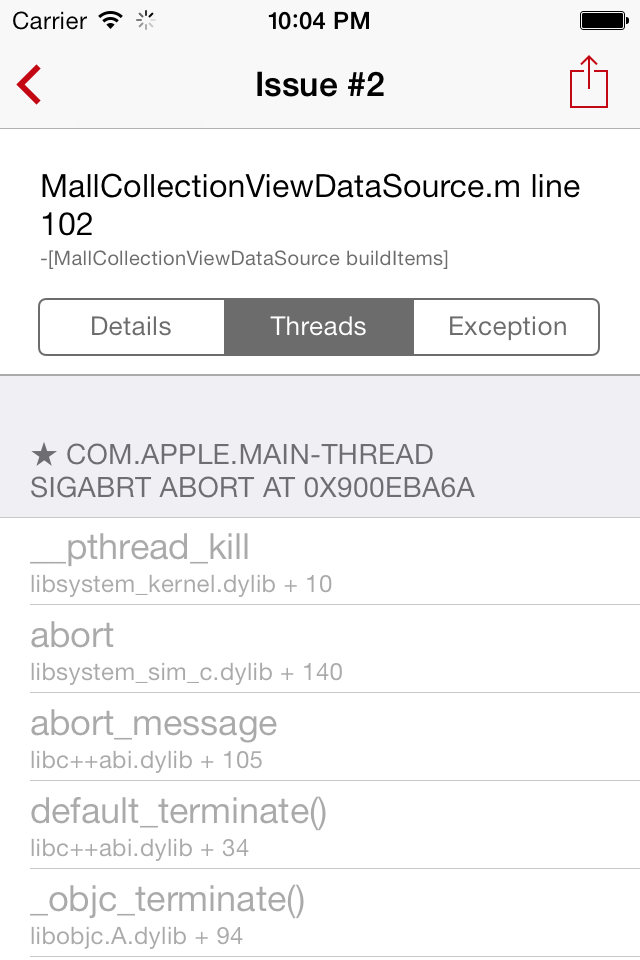 Carrier 10:04 PM
Issue #2
MallCollectionViewDataSource.m line
102
-[MallCollectionViewDataSource buildItems]
Details Threads Exception
★ COM.APPLE.MAIN-THREAD
SIGABRT ABORT AT 0X900EBA6A
__pthread_kill
libsystem_kernel.dylib + 10
abort
libsystem_sim_c.dylib + 140
abort_message
libc++abi.dylib + 105
default_terminate()
libc++abi.dylib + 34
_objc_terminate()
libobjc.A.dylib + 94